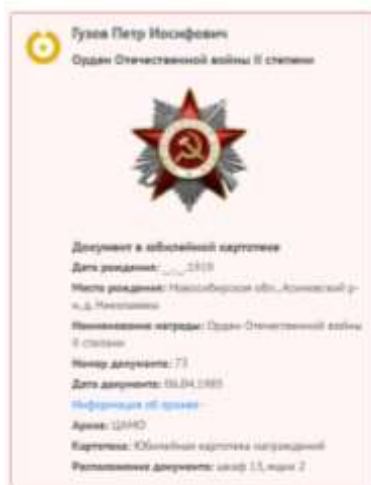 Гузов Петр Иосифович
Орден Отечественной войны II степени
Документ в юбилейной картотеке
Дата рождения: __.__.1919
Место рождения: Новосибирская обл., Асиновский р-
н, д. Николаевка
Наименование награды: Орден Отечественной войны
II степени
Номер документа: 73
Дата документа: 06.04.1985
Информация об архиве -
Архив: ЦАМО
Картотека: Юбилейная картотека награждений
Расположение документа: шкаф 13, ящик 2